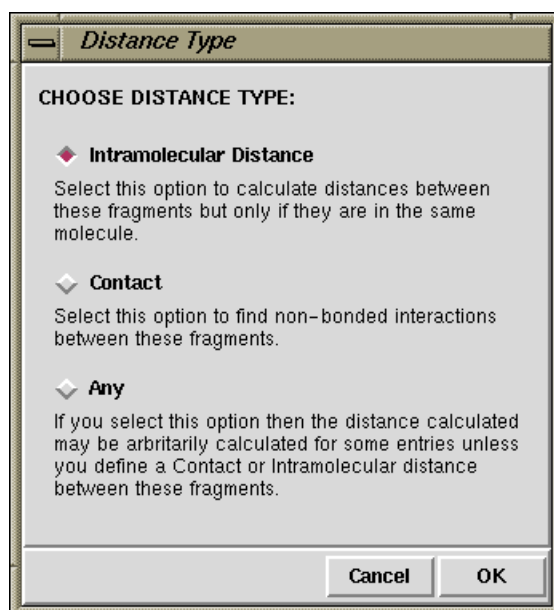 Distance Type
CHOOSE DISTANCE TYPE:
Intramolecular Distance
Select this option to calculate distances between
these fragments but only if they are in the same
molecule.
Contact
Select this option to find non-bonded interactions
between these fragments.
Any
If you select this option then the distance calculated
may be arbritarily calculated for some entries unless
you define a Contact or Intramolecular distance
between these fragments.
Cancel OK